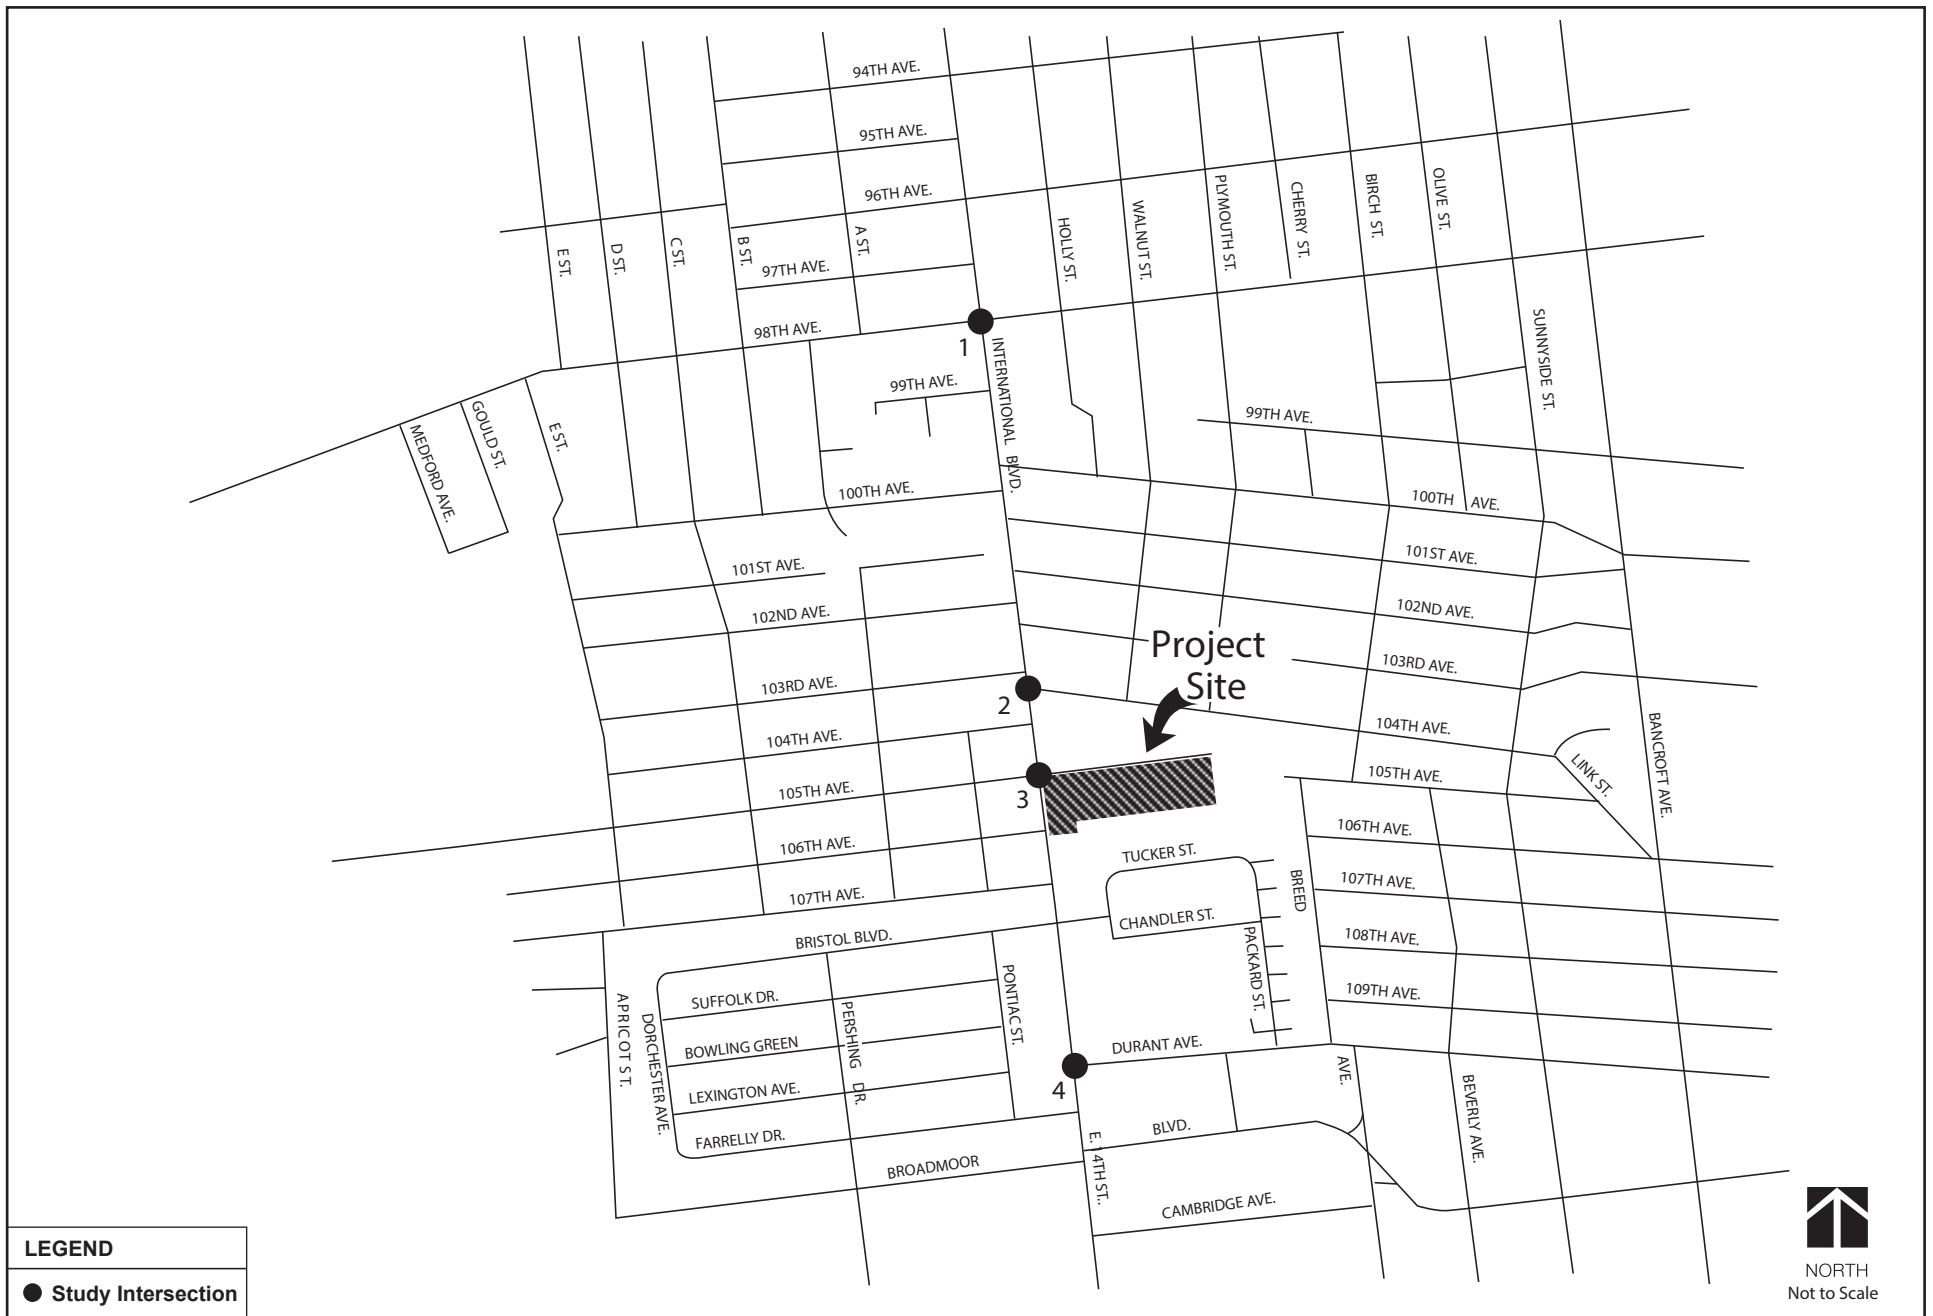 94TH AVE.
95TH AVE.
96TH AVE.
97TH AVE.
98TH AVE.
E ST.
D ST.
C ST.
B ST.
A ST.
HOLLY ST.
WALNUT ST.
PLYMOUTH ST.
CHERRY ST.
BIRCH ST.
OLIVE ST.
SUNNYSIDE ST.
1
INTERNATIONAL BLVD.
99TH AVE.
99TH AVE.
GOULD ST.
MEDFORD AVE.
E ST.
100TH AVE.
100TH AVE.
101ST AVE.
101ST AVE.
102ND AVE.
102ND AVE.
Project
Site
103RD AVE.
103RD AVE.
2
104TH AVE.
104TH AVE.
BANCROFT AVE.
LINK ST.
105TH AVE.
105TH AVE.
3
106TH AVE.
106TH AVE.
TUCKER ST.
107TH AVE.
107TH AVE.
BREED
CHANDLER ST.
PACKARD ST.
BRISTOL BLVD.
108TH AVE.
109TH AVE.
SUFFOLK DR.
BOWLING GREEN
LEXINGTON AVE.
FARRELLY DR.
APRICOT ST.
DORCHESTER AVE.
PERSHING DR.
PONTIAC ST.
DURANT AVE.
4
AVE.
BEVERLY AVE.
BLVD.
E. 14TH ST.
BROADMOOR
CAMBRIDGE AVE.
LEGEND
Study Intersection
NORTH
Not to Scale